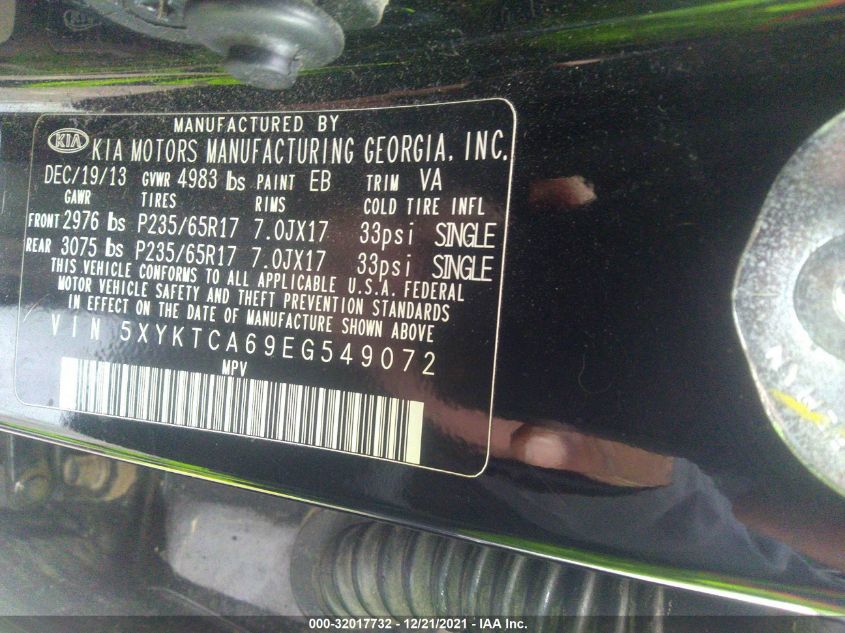 MANUFACTURED BY
KIA KIA MOTORS MANUFACTURING GEORGIA, INC.
DEC/19/13 GVWR 4983 lbs PAINT EB TRIM VA
GAWR TIRES RIMS COLD TIRE INFL
FRONT 2976 lbs P235/65R17 7.0JX17 33psi SINGLE
REAR 3075 lbs P235/65R17 7.0JX17 33psi SINGLE
THIS VEHICLE CONFORMS TO ALL APPLICABLE U.S.A. FEDERAL
MOTOR VEHICLE SAFETY AND THEFT PREVENTION STANDARDS
IN EFFECT ON THE DATE OF MANUFACTURE SHOWN ABOVE
VIN 5XYKTCA69EG549072
MPV
000-32017732 - 12/21/2021 - IAA Inc.